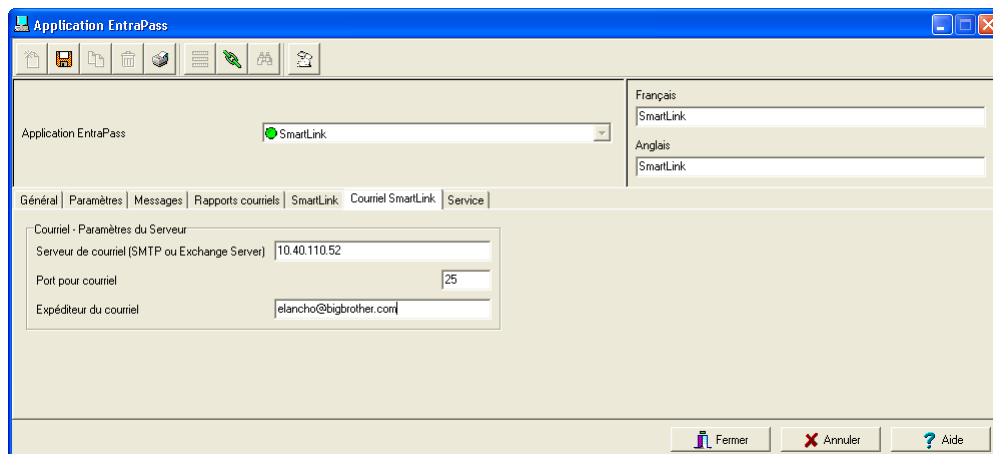 Application EntraPass
Français
SmartLink
Application EntraPass
SmartLink
Anglais
SmartLink
Général
Paramètres
Messages
Rapports courriels
SmartLink
Courriel SmartLink
Service
Courriel - Paramètres du Serveur
Serveur de courriel (SMTP ou Exchange Server)
10.40.110.52
Port pour courriel
25
Expéditeur du courriel
elancho@bigbrother.com
Fermer
Annuler
? Aide